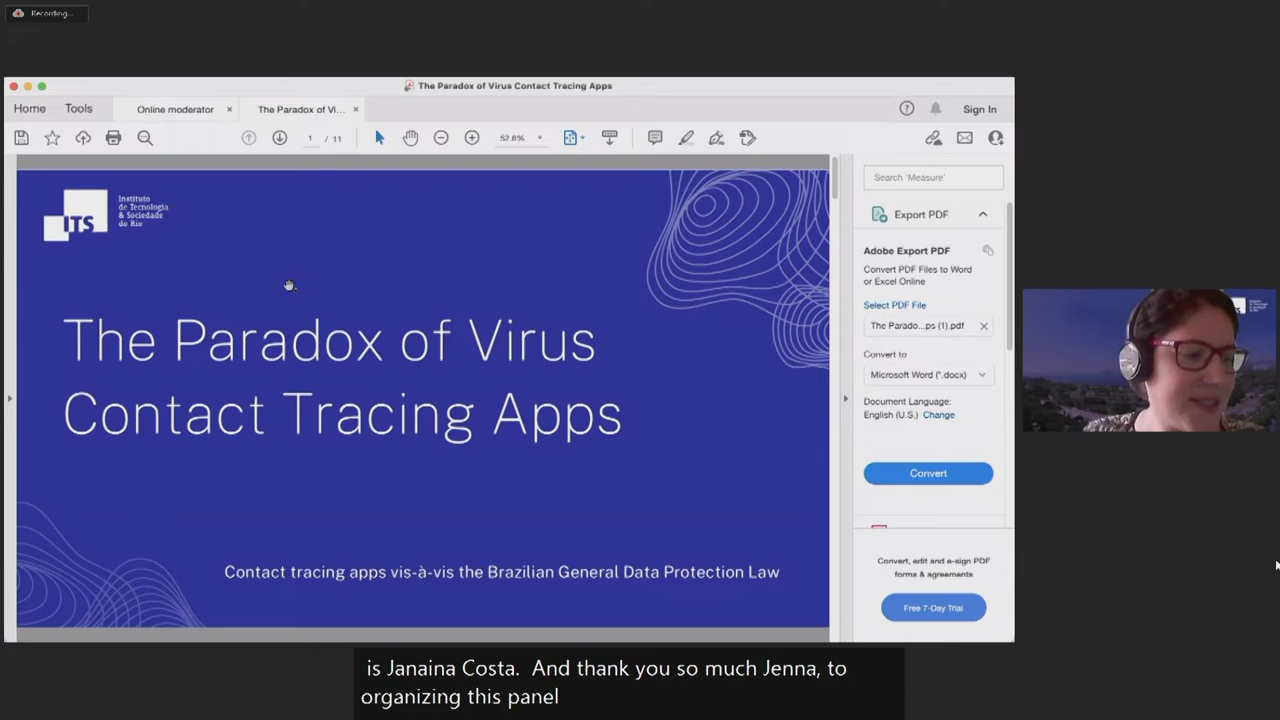 Recording...
The Paradox of Virus Contact Tracing Apps
Home
Tools
Online moderator
The Paradox of Vi...
Sign In
1 / 11
52.6%
ITS
Instituto
de Tecnologia
& Sociedade
do Rio
The Paradox of Virus
Contact Tracing Apps
Contact tracing apps vis-à-vis the Brazilian General Data Protection Law
Search 'Measure'
Export PDF
Adobe Export PDF
Convert PDF Files to Word
or Excel Online
Select PDF File
The Parado...ps (1).pdf
Convert to
Microsoft Word (*.docx)
Document Language:
English (U.S.) Change
Convert
Convert, edit and e-sign PDF
forms & agreements
Free 7-Day Trial
is Janaina Costa. And thank you so much Jenna, to
organizing this panel